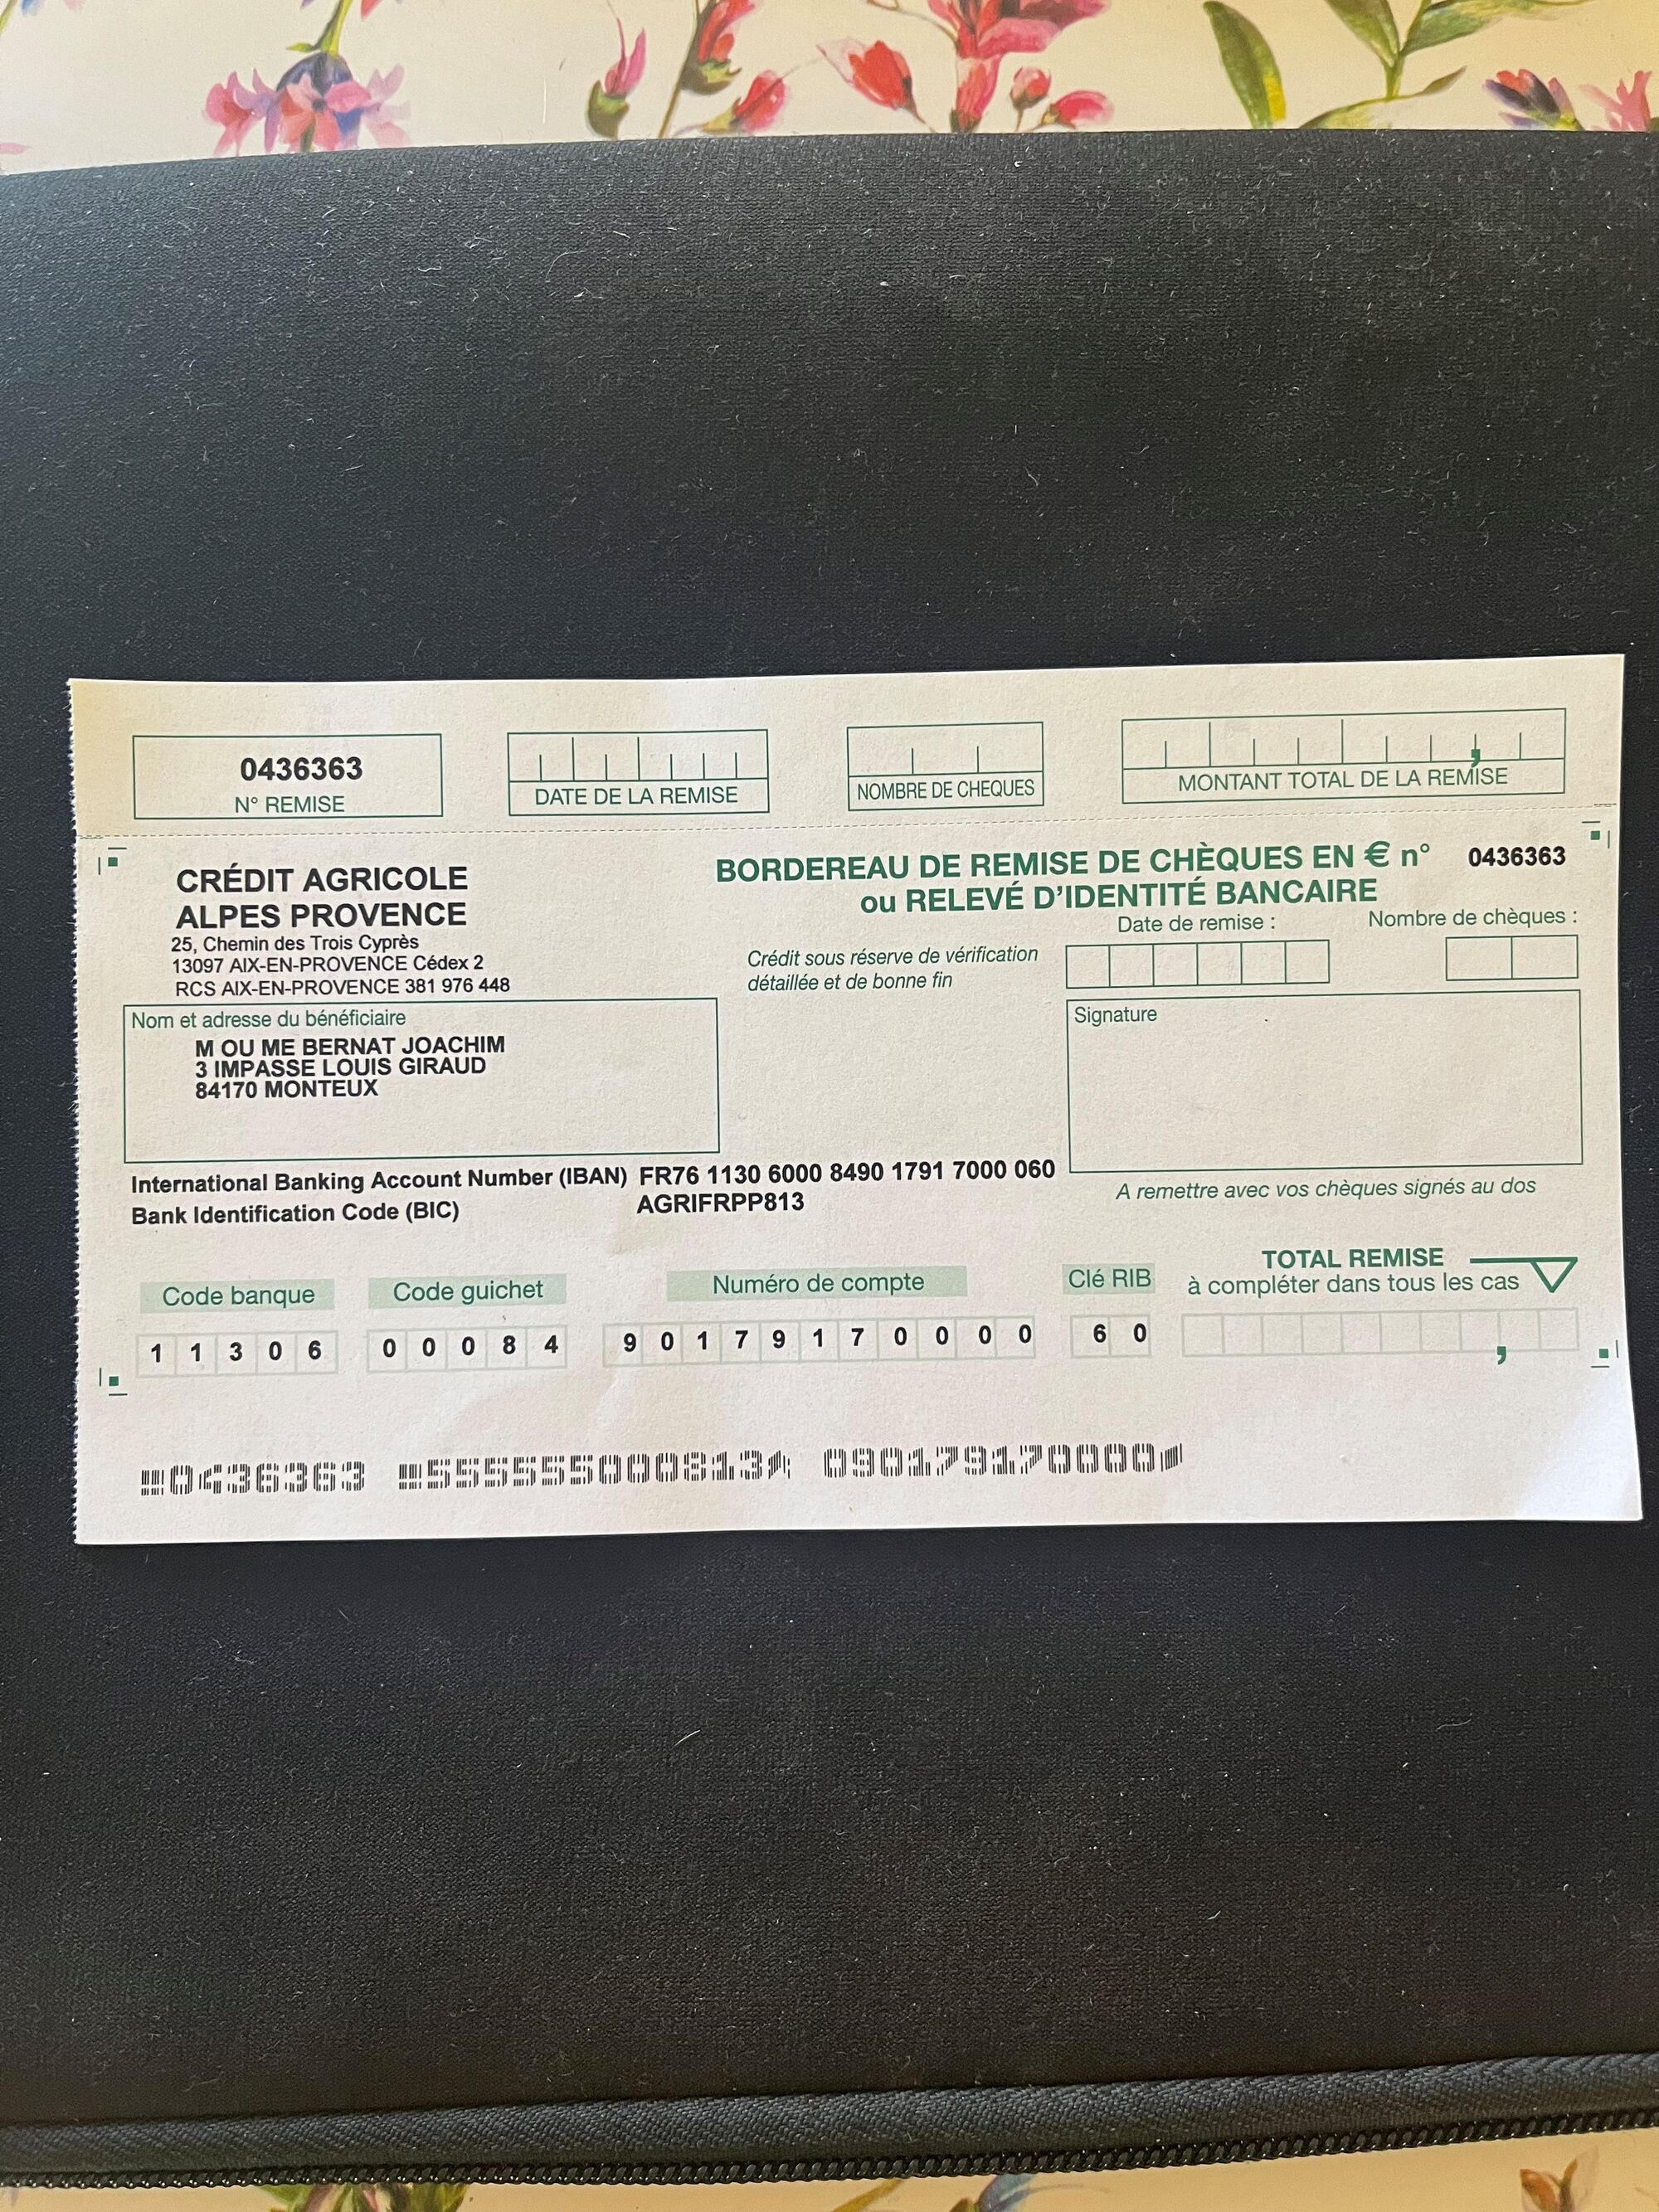 0436363
N° REMISE
DATE DE LA REMISE
NOMBRE DE CHEQUES
,
MONTANT TOTAL DE LA REMISE
CRÉDIT AGRICOLE
ALPES PROVENCE
25, Chemin des Trois Cyprès
13097 AIX-EN-PROVENCE Cédex 2
RCS AIX-EN-PROVENCE 381 976 448
BORDEREAU DE REMISE DE CHÈQUES EN € n° 0436363
ou RELEVÉ D'IDENTITÉ BANCAIRE
Crédit sous réserve de vérification
détaillée et de bonne fin
Date de remise :
Nombre de chèques :
Nom et adresse du bénéficiaire
M OU ME BERNAT JOACHIM
3 IMPASSE LOUIS GIRAUD
84170 MONTEUX
Signature
International Banking Account Number (IBAN) FR76 1130 6000 8490 1791 7000 060
Bank Identification Code (BIC) AGRIFRPP813
A remettre avec vos chèques signés au dos
Code banque
1 1 3 0 6
Code guichet
0 0 0 8 4
Numéro de compte
9 0 1 7 9 1 7 0 0 0 0
Clé RIB
6 0
TOTAL REMISE
à compléter dans tous les cas
,
0436363 555555000813 090179170000